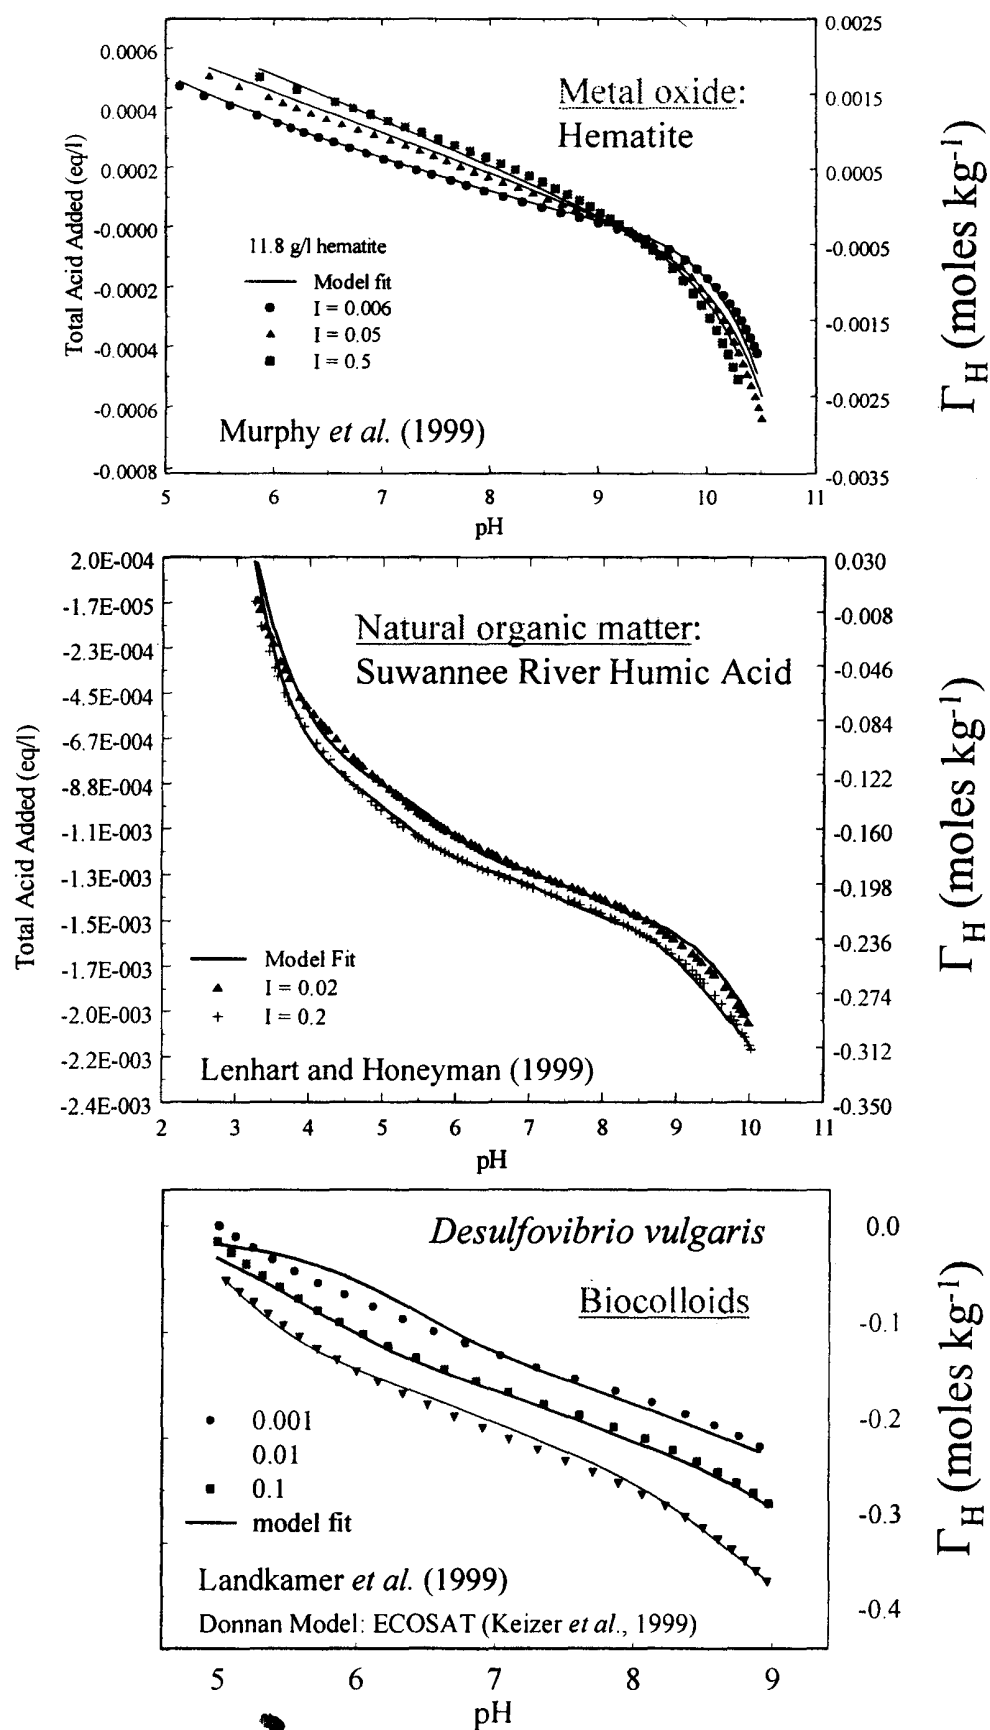 0.0006
0.0004
0.0002
-0.0000
-0.0002
-0.0004
-0.0006
-0.0008
Total Acid Added (eq/l)
0.0025
0.0015
0.0005
-0.0005
-0.0015
-0.0025
-0.0035
ΓH (moles kg-1)
Metal oxide:
Hematite
11.8 g/l hematite
Model fit
I = 0.006
I = 0.05
I = 0.5
Murphy et al. (1999)
5 6 7 8 9 10 11
pH
2.0E-004
-1.7E-005
-2.3E-004
-4.5E-004
-6.7E-004
-8.8E-004
-1.1E-003
-1.3E-003
-1.5E-003
-1.7E-003
-2.0E-003
-2.2E-003
-2.4E-003
Total Acid Added (eq/l)
0.030
-0.008
-0.046
-0.084
-0.122
-0.160
-0.198
-0.236
-0.274
-0.312
-0.350
ΓH (moles kg-1)
Natural organic matter:
Suwannee River Humic Acid
Model Fit
I = 0.02
I = 0.2
Lenhart and Honeyman (1999)
2 3 4 5 6 7 8 9 10 11
pH
Desulfovibrio vulgaris
Biocolloids
0.0
-0.1
-0.2
-0.3
-0.4
ΓH (moles kg-1)
0.001
0.01
0.1
model fit
Landkamer et al. (1999)
Donnan Model: ECOSAT (Keizer et al., 1999)
5 6 7 8 9
pH